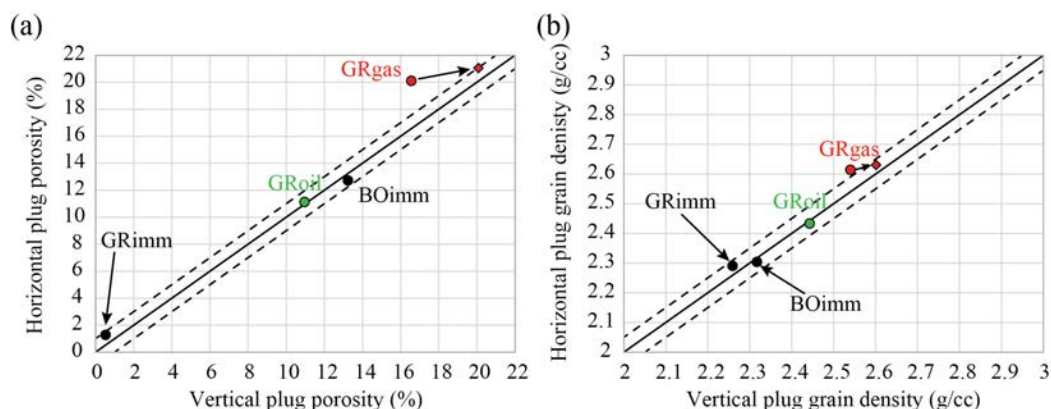 (a)
Horizontal plug porosity (%)
22
20
18
16
14
12
10
8
6
4
2
0
GRgas
GRoil
BOimm
GRimm
0 2 4 6 8 10 12 14 16 18 20 22
Vertical plug porosity (%)
(b)
Horizontal plug grain denisty (g/cc)
3
2.9
2.8
2.7
2.6
2.5
2.4
2.3
2.2
2.1
2
GRgas
GRoil
GRimm
BOimm
2 2.1 2.2 2.3 2.4 2.5 2.6 2.7 2.8 2.9 3
Vertical plug grain density (g/cc)